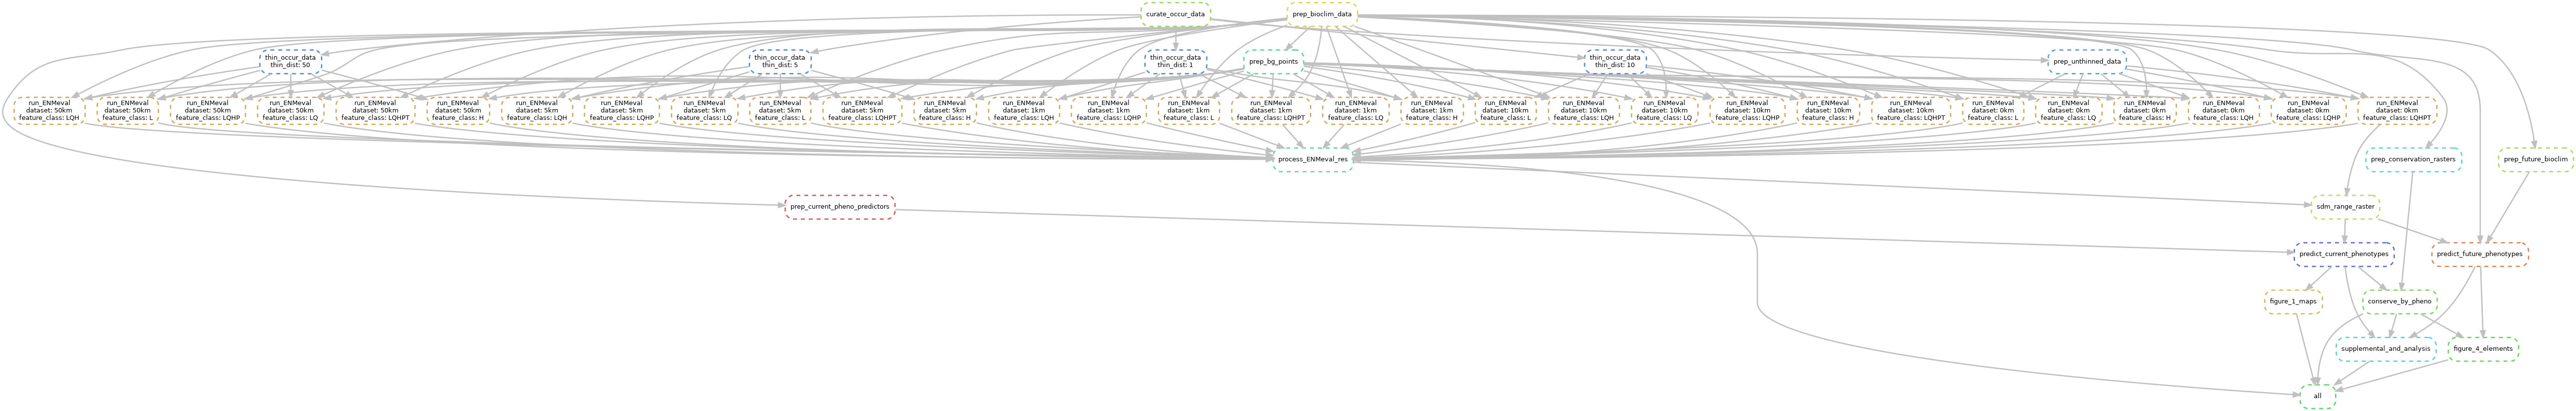 curate_occur_data
prep_bioclim_data
thin_occur_data
thin_dist: 50
thin_occur_data
thin_dist: 5
thin_occur_data
thin_dist: 1
prep_bg_points
thin_occur_data
thin_dist: 10
prep_unthinned_data
run_ENMeval
dataset: 50km
feature_class: LQH
run_ENMeval
dataset: 50km
feature_class: L
run_ENMeval
dataset: 50km
feature_class: LQHP
run_ENMeval
dataset: 50km
feature_class: LQ
run_ENMeval
dataset: 50km
feature_class: LQHPT
run_ENMeval
dataset: 50km
feature_class: H
run_ENMeval
dataset: 5km
feature_class: LQH
run_ENMeval
dataset: 5km
feature_class: LQHP
run_ENMeval
dataset: 5km
feature_class: LQ
run_ENMeval
dataset: 5km
feature_class: L
run_ENMeval
dataset: 5km
feature_class: LQHPT
run_ENMeval
dataset: 5km
feature_class: H
run_ENMeval
dataset: 1km
feature_class: LQH
run_ENMeval
dataset: 1km
feature_class: LQHP
run_ENMeval
dataset: 1km
feature_class: L
run_ENMeval
dataset: 1km
feature_class: LQHPT
run_ENMeval
dataset: 1km
feature_class: LQ
run_ENMeval
dataset: 1km
feature_class: H
run_ENMeval
dataset: 10km
feature_class: L
run_ENMeval
dataset: 10km
feature_class: LQH
run_ENMeval
dataset: 10km
feature_class: LQ
run_ENMeval
dataset: 10km
feature_class: LQHP
run_ENMeval
dataset: 10km
feature_class: H
run_ENMeval
dataset: 10km
feature_class: LQHPT
run_ENMeval
dataset: 0km
feature_class: L
run_ENMeval
dataset: 0km
feature_class: LQ
run_ENMeval
dataset: 0km
feature_class: H
run_ENMeval
dataset: 0km
feature_class: LQH
run_ENMeval
dataset: 0km
feature_class: LQHP
run_ENMeval
dataset: 0km
feature_class: LQHPT
process_ENMeval_res
prep_conservation_rasters
prep_future_bioclim
prep_current_pheno_predictors
sdm_range_raster
predict_current_phenotypes
predict_future_phenotypes
figure_1_maps
conserve_by_pheno
supplemental_and_analysis
figure_4_elements
all